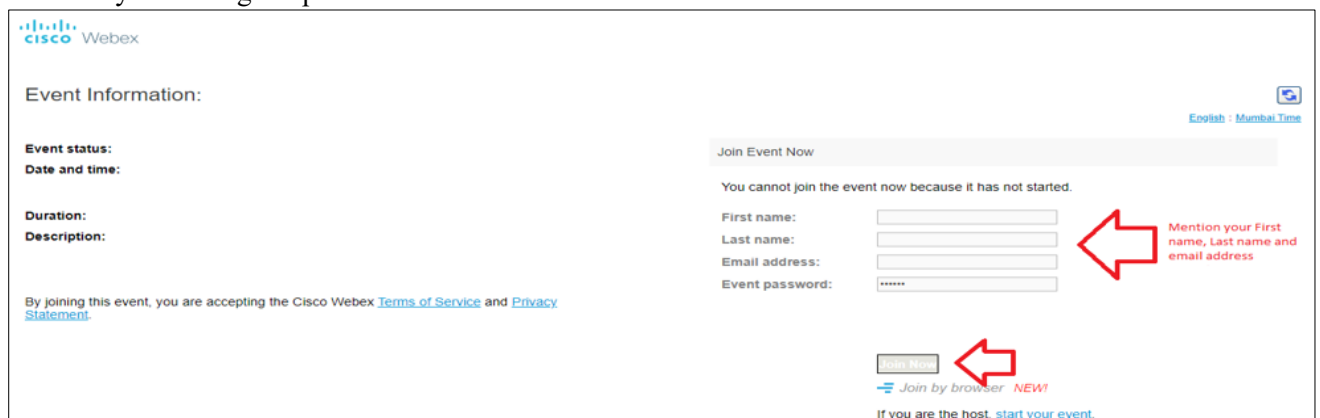 cisco Webex
Event Information:
English : Mumbai Time
Event status:
Date and time:
Duration:
Description:
By joining this event, you are accepting the Cisco Webex Terms of Service and Privacy
Statement.
Join Event Now
You cannot join the event now because it has not started.
First name:
Last name:
Email address:
Event password:
••••••
Mention your First
name, Last name and
email address
Join Now
Join by browser NEW!
If you are the host, start your event.